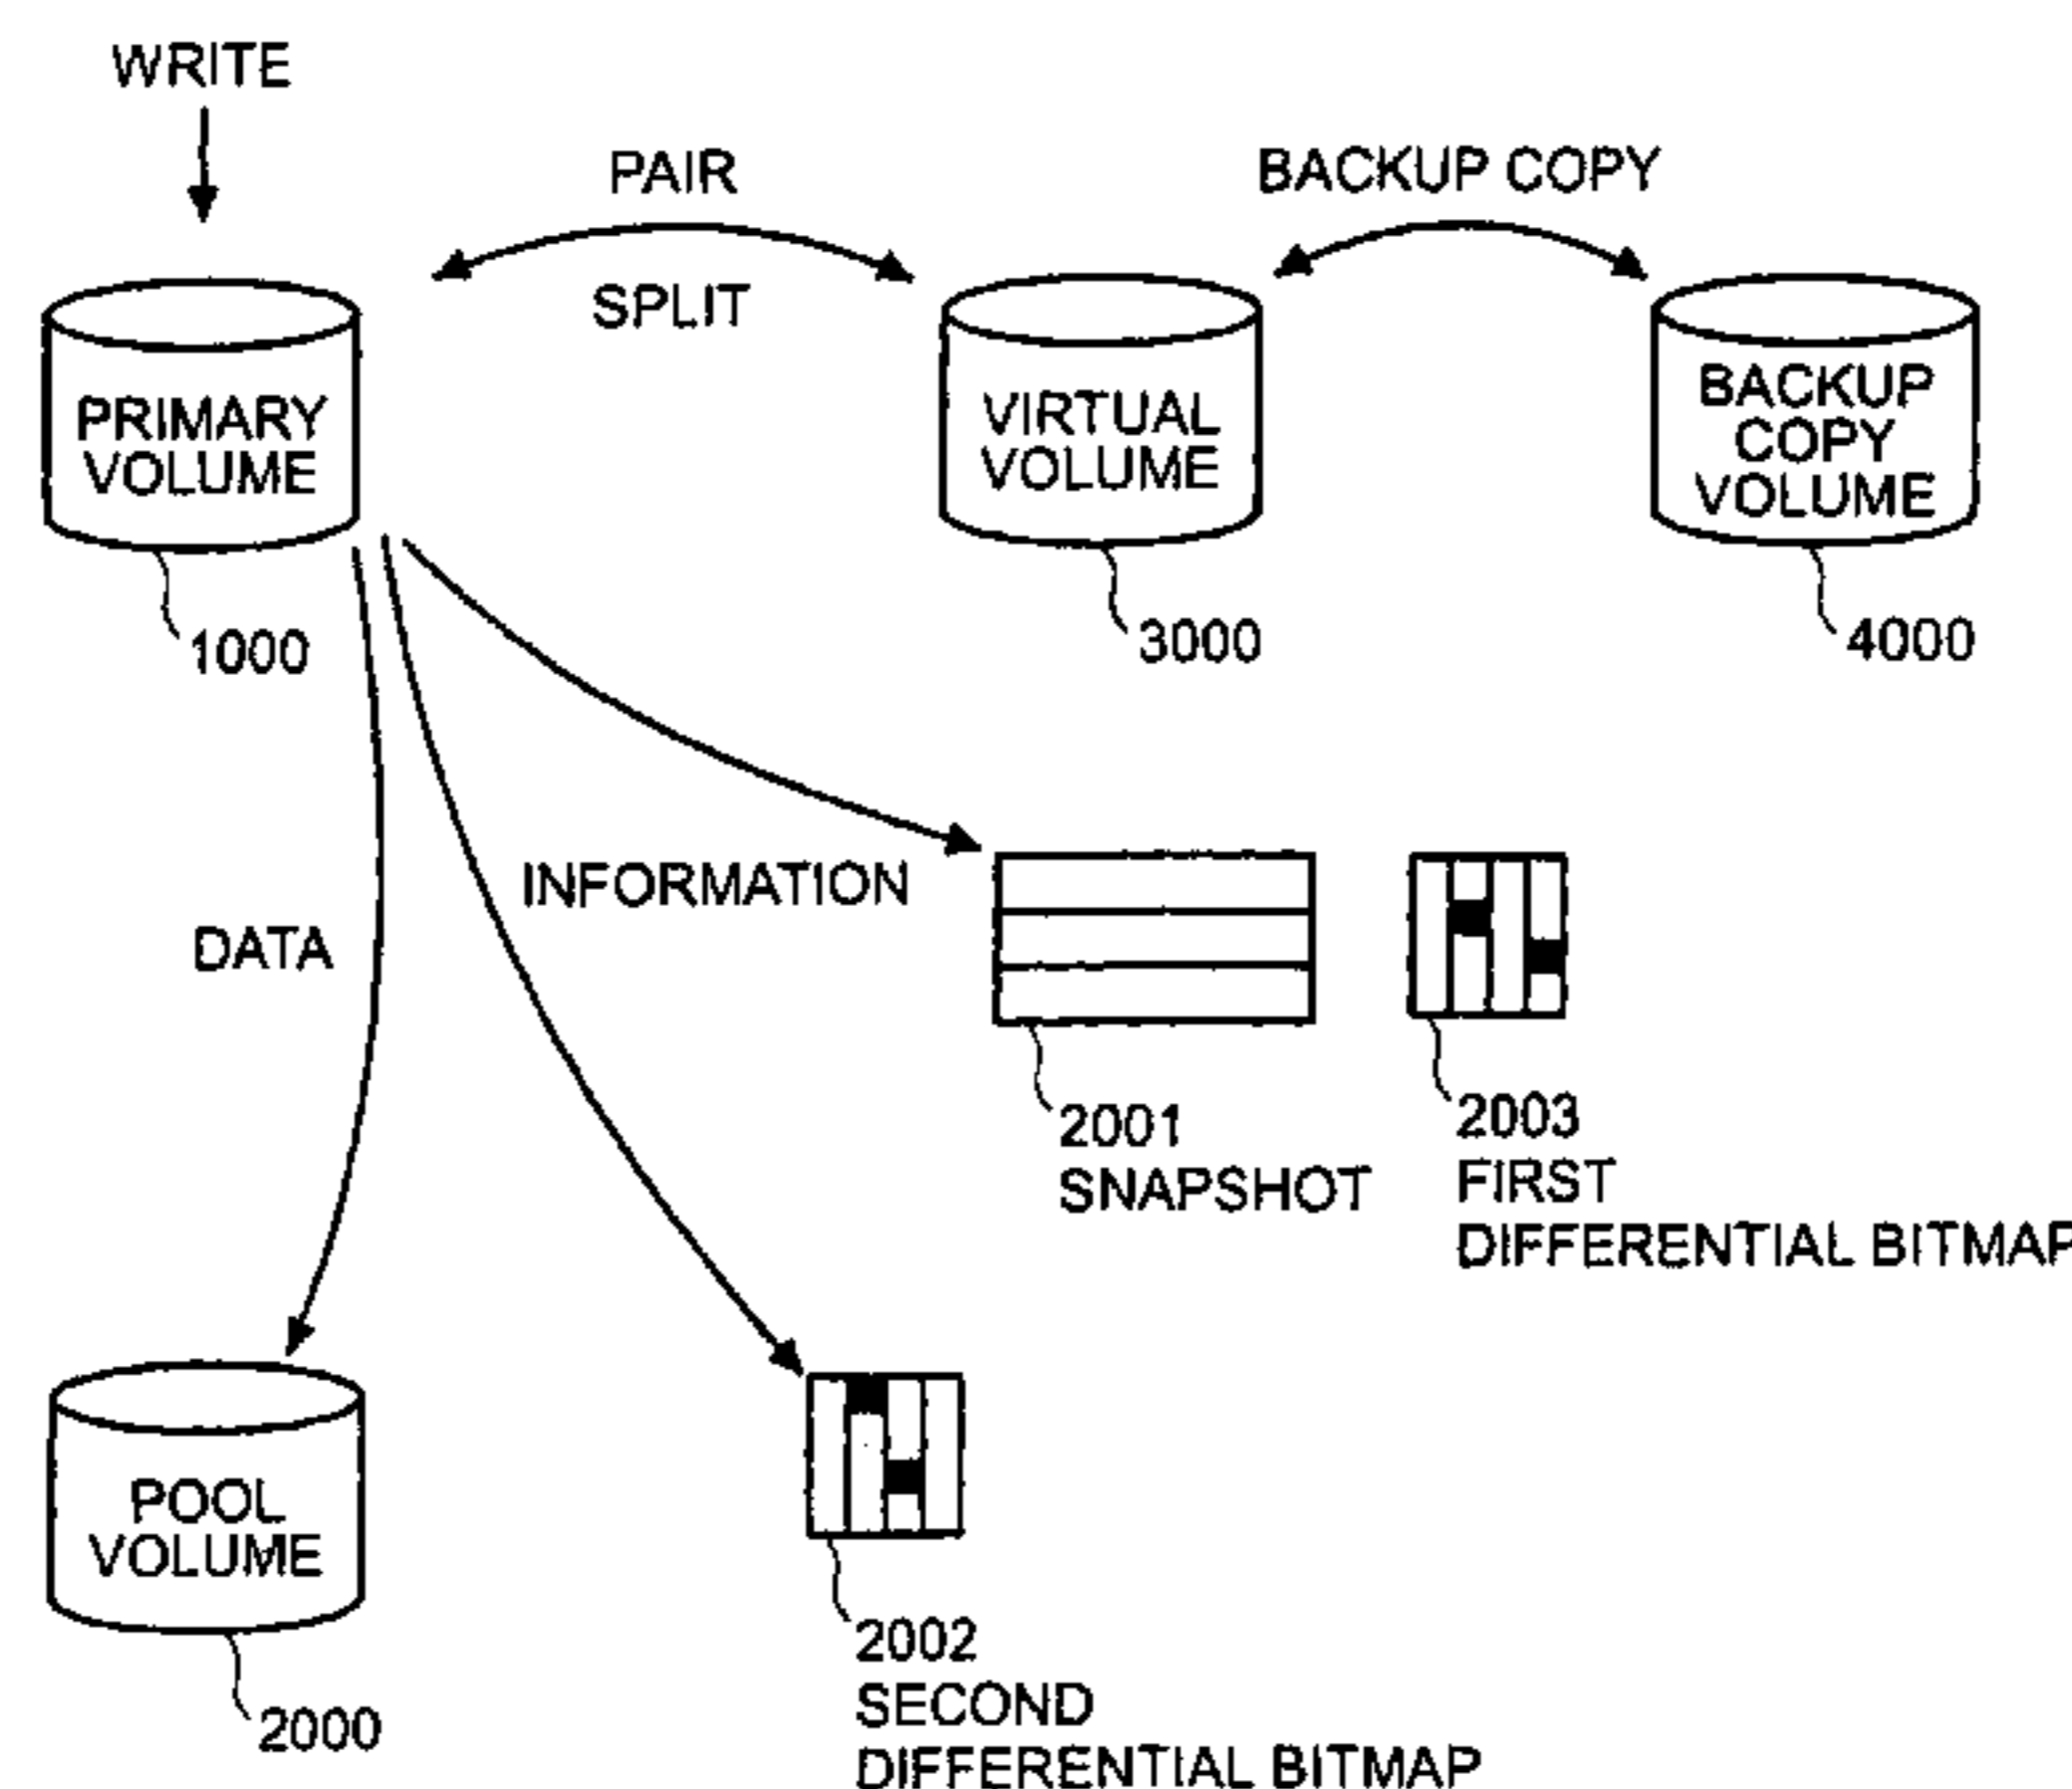 WRITE
PAIR
SPLIT
BACKUP COPY
PRIMARY
VOLUME
VIRTUAL
VOLUME
BACKUP
COPY
VOLUME
1000
3000
4000
INFORMATION
DATA
2001
SNAPSHOT
2003
FIRST
DIFFERENTIAL BITMAP
POOL
VOLUME
2000
2002
SECOND
DIFFERENTIAL BITMAP